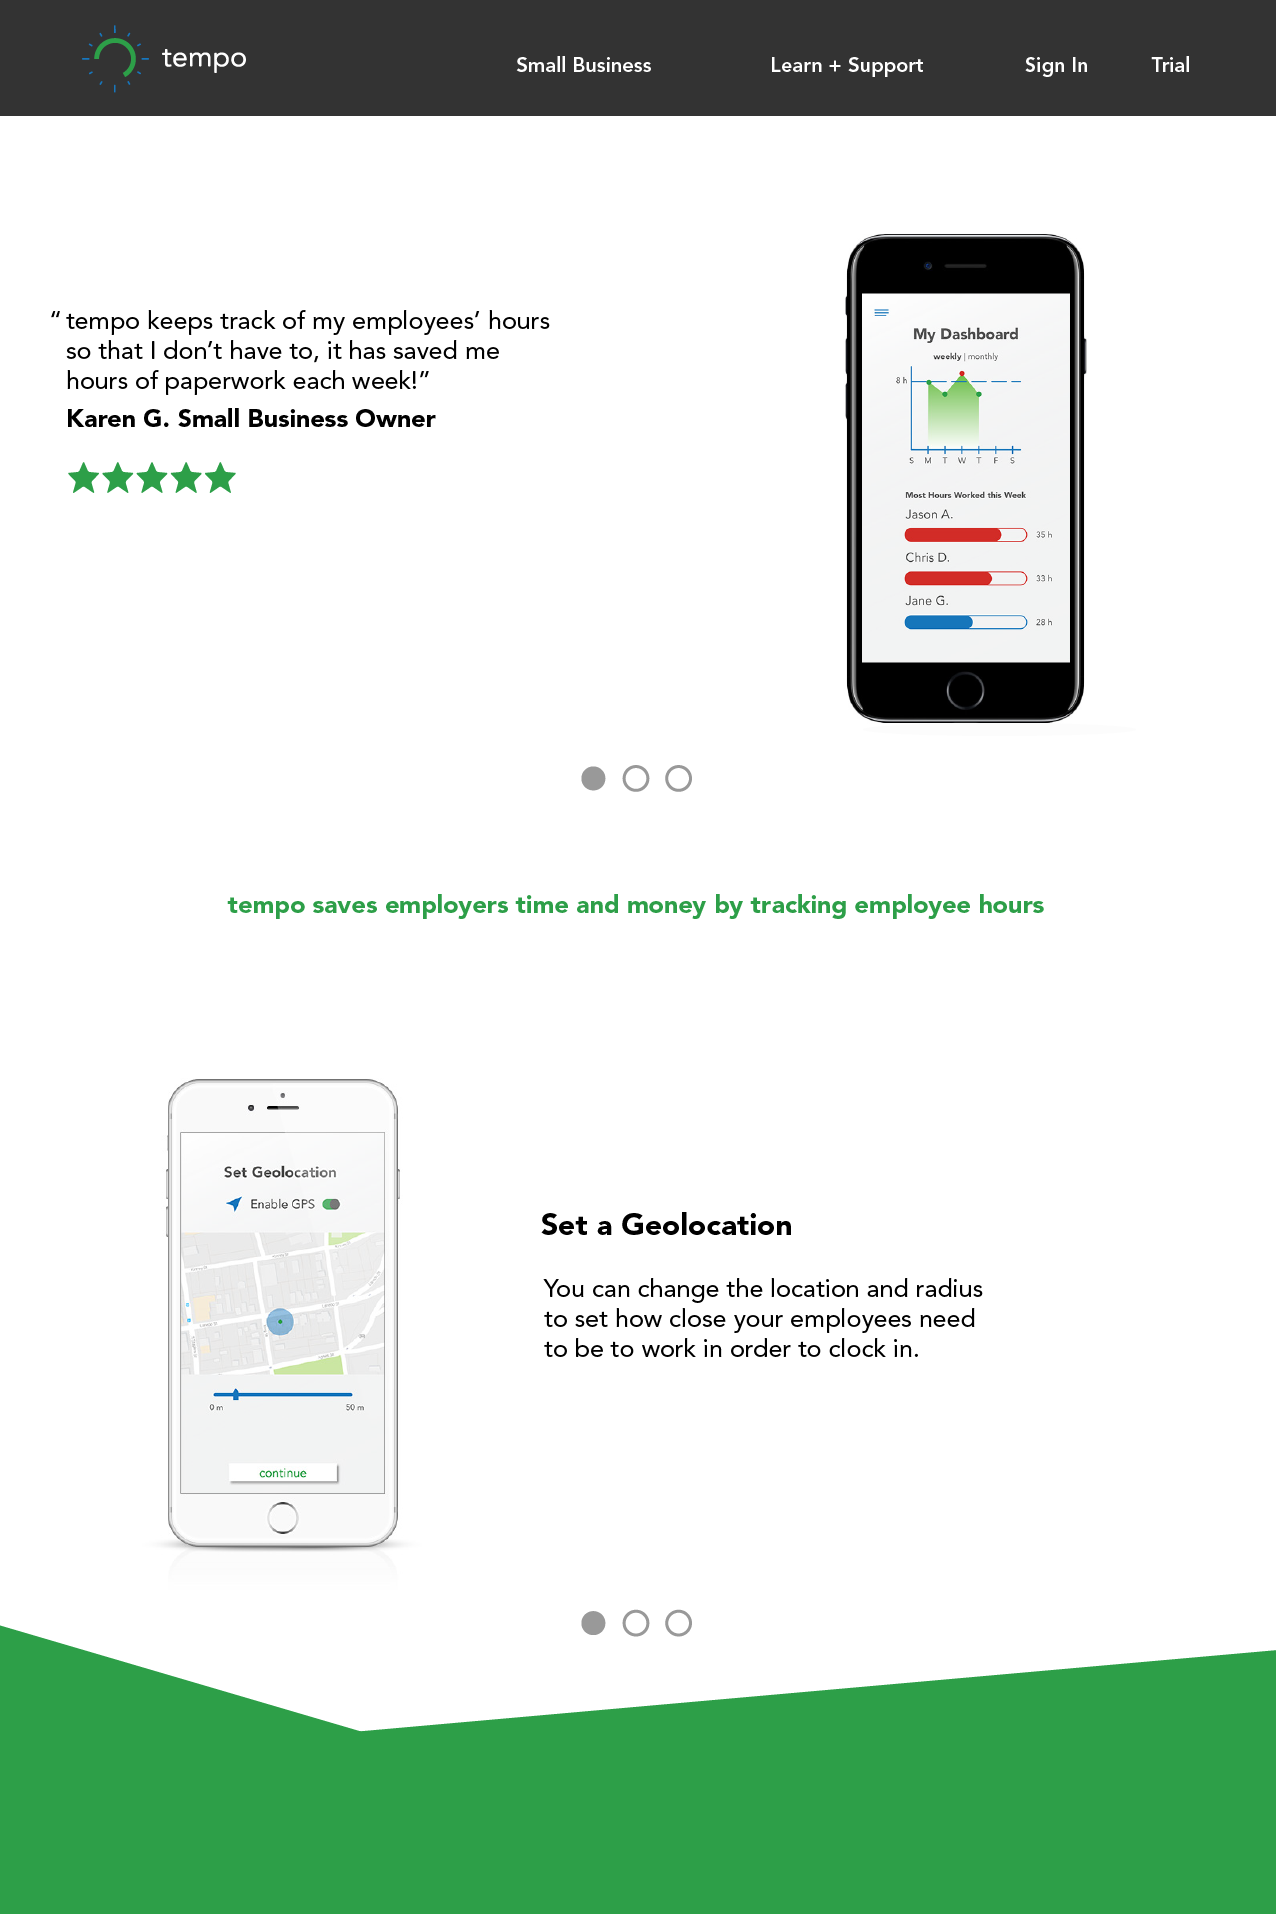 tempo
Small Business
Learn + Support
Sign In
Trial
“ tempo keeps track of my employees’ hours
so that I don’t have to, it has saved me
hours of paperwork each week!”
Karen G. Small Business Owner
My Dashboard
weekly | monthly
8 h
S M T W T F S
Most Hours Worked this Week
Jason A.
35 h
Chris D.
33 h
Jane G.
28 h
tempo saves employers time and money by tracking employee hours
Set Geolocation
Enable GPS
0 m
50 m
continue
Set a Geolocation
You can change the location and radius
to set how close your employees need
to be to work in order to clock in.